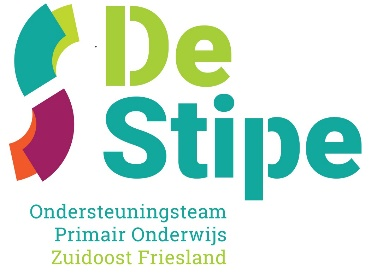 De
Stipe
Ondersteuningsteam
Primair Onderwijs
Zuidoost Friesland